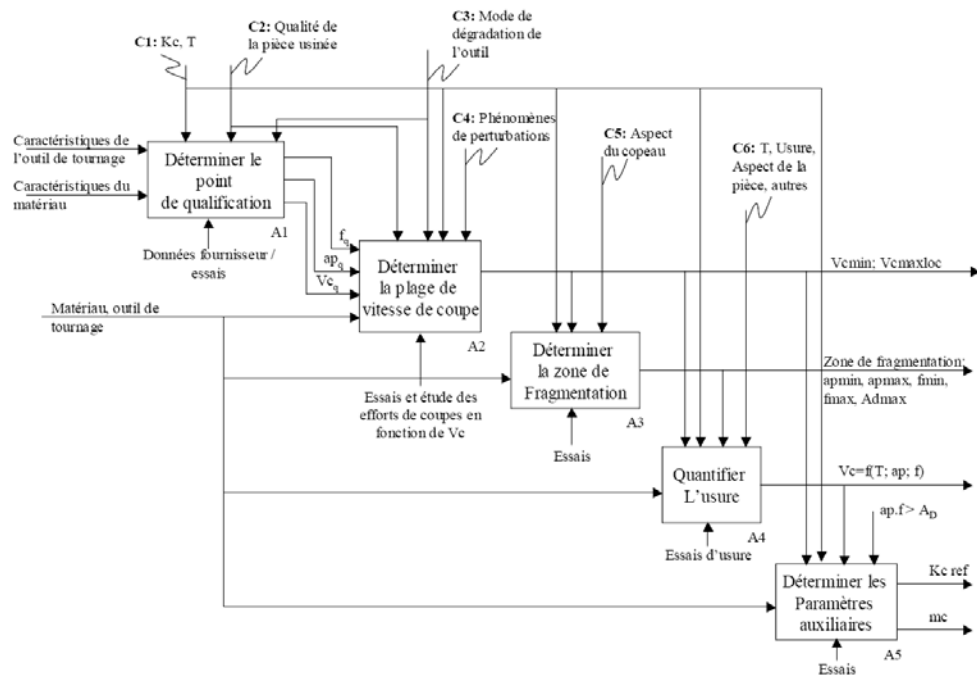 C1: Kc, T
C2: Qualité de
la pièce usinée
C3: Mode de
dégradation de
l'outil
C4: Phénomènes
de perturbations
C5: Aspect
du copeau
C6: T, Usure,
Aspect de la
pièce, autres
Caractéristiques de
l'outil de tournage
Caractéristiques du
matériau
Déterminer le
point
de qualification
A1
Données fournisseur /
essais
f_q
ap_q
Vc_q
Matériau, outil de
tournage
Déterminer
la plage de
vitesse de coupe
A2
Essais et étude des
efforts de coupes en
fonction de Vc
Vcmin; Vcmaxloc
Déterminer
la zone de
Fragmentation
A3
Essais
Zone de fragmentation;
apmin, apmax, fmin,
fmax, Admax
Quantifier
L'usure
A4
Essais d'usure
Vc=f(T; ap; f)
ap.f > A_D
Déterminer les
Paramètres
auxiliaires
A5
Essais
Kc ref
mc